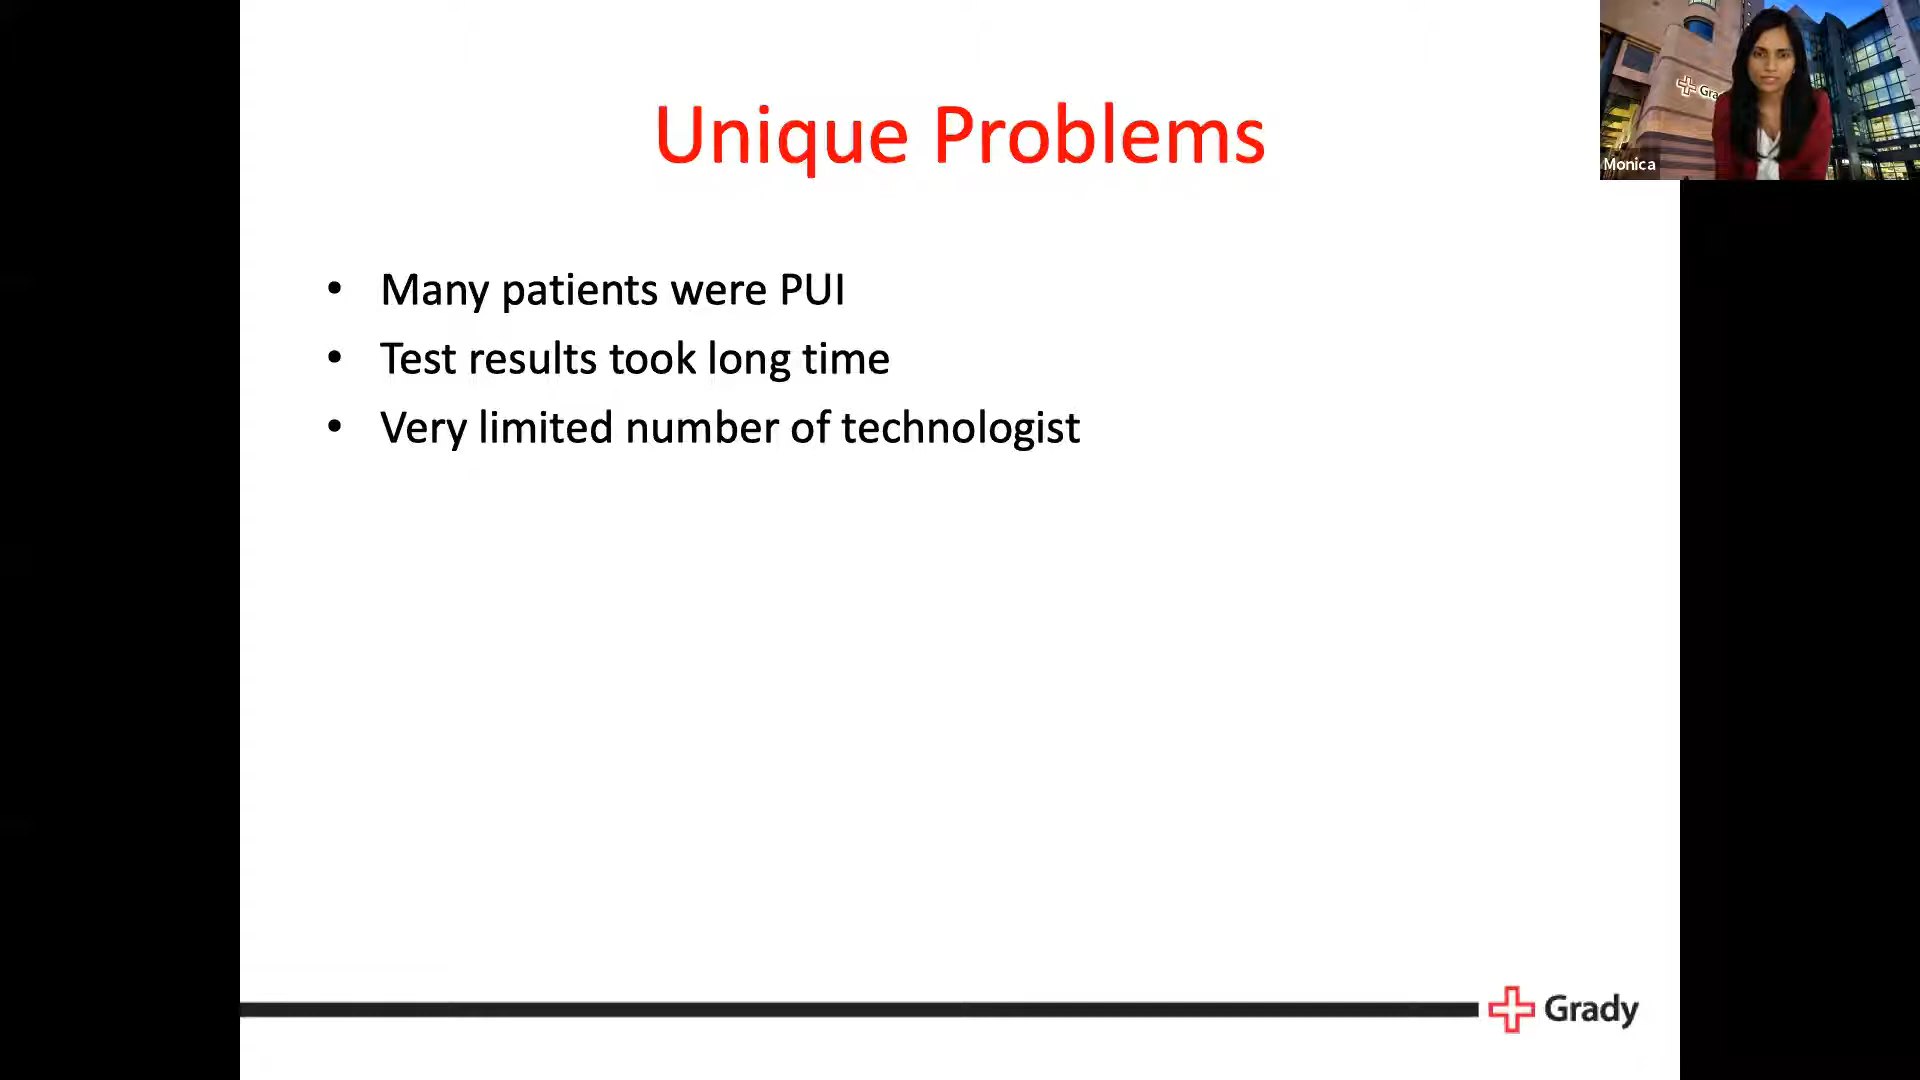 Unique Problems
• Many patients were PUI
• Test results took long time
• Very limited number of technologist
Grady
Monica